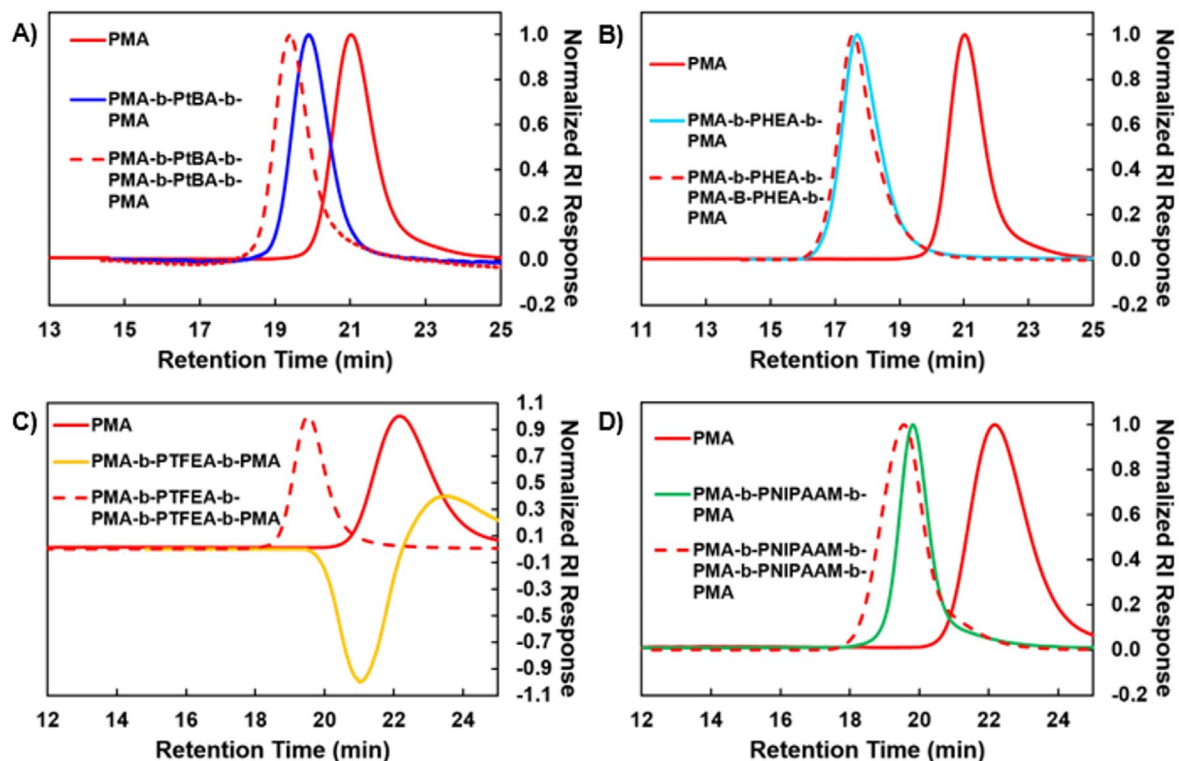 A)
PMA
PMA-b-PtBA-b-
PMA
PMA-b-PtBA-b-
PMA-b-PtBA-b-
PMA
1.0
0.8
0.6
0.4
0.2
0.0
-0.2
Normalized RI Response
13 15 17 19 21 23 25
Retention Time (min)
B)
PMA
PMA-b-PHEA-b-
PMA
PMA-b-PHEA-b-
PMA-B-PHEA-b-
PMA
1.0
0.8
0.6
0.4
0.2
0.0
-0.2
Normalized RI Response
11 13 15 17 19 21 23 25
Retention Time (min)
C)
PMA
PMA-b-PTFEA-b-PMA
PMA-b-PTFEA-b-
PMA-b-PTFEA-b-PMA
1.1
0.9
0.7
0.5
0.3
0.1
-0.1
-0.3
-0.5
-0.7
-0.9
-1.1
Normalized RI Response
12 14 16 18 20 22 24
Retention Time (min)
D)
PMA
PMA-b-PNIPAAM-b-
PMA
PMA-b-PNIPAAM-b-
PMA-b-PNIPAAM-b-
PMA
1.0
0.8
0.6
0.4
0.2
0.0
-0.2
Normalized RI Response
12 14 16 18 20 22 24
Retention Time (min)